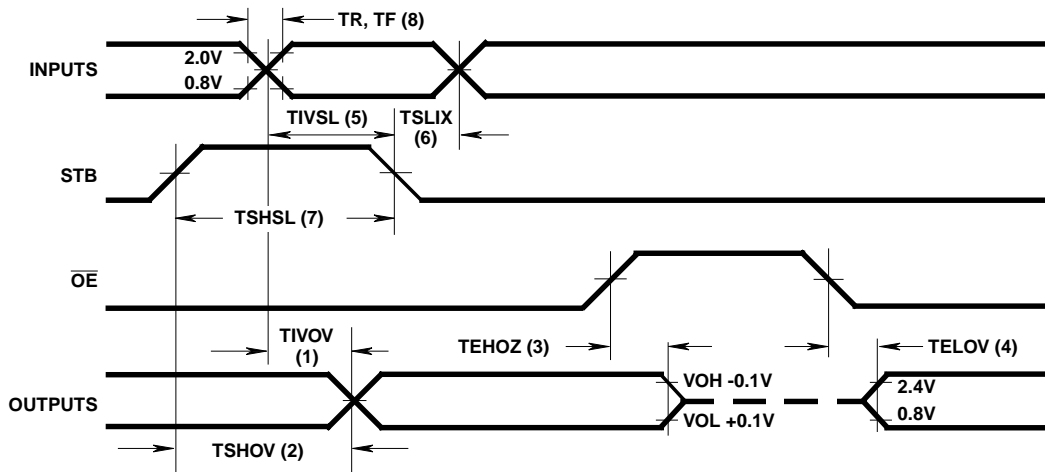 TR, TF (8)
INPUTS
2.0V
0.8V
TIVSL (5)
TSLIX
(6)
STB
TSHSL (7)
OE
TIVOV
(1)
TEHOZ (3)
TELOV (4)
OUTPUTS
VOH -0.1V
VOL +0.1V
2.4V
0.8V
TSHOV (2)